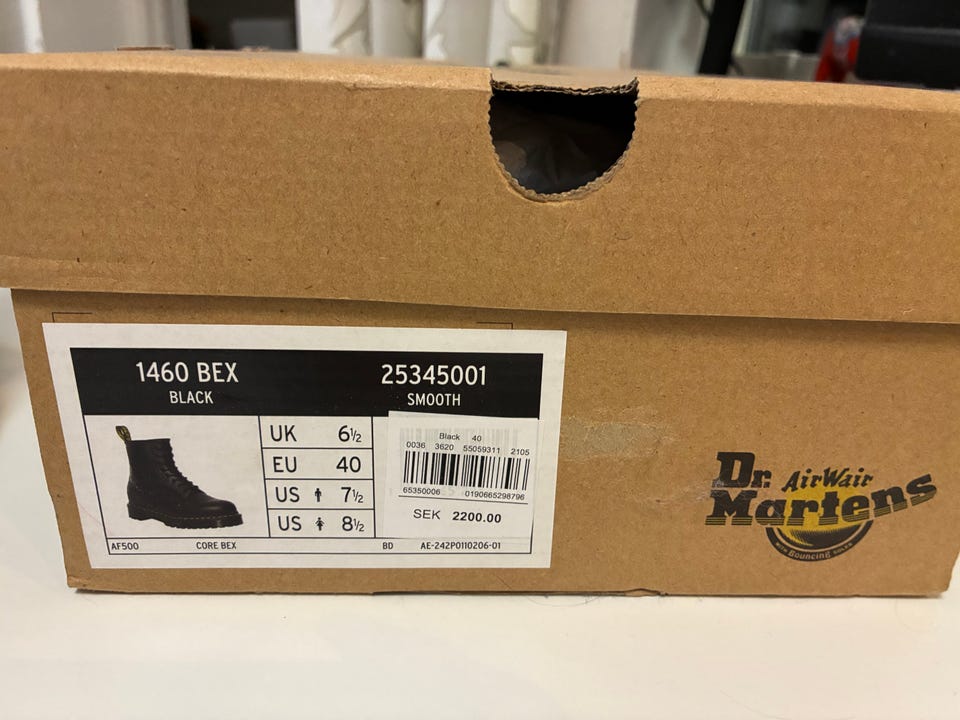 1460 BEX
BLACK
25345001
SMOOTH
UK 6½
EU 40
US 7½
US 8½
Black 40
0036 3620 55059311 2105
65350006 0190665298796
SEK 2200.00
AF500 CORE BEX BD AE-242P0110206-01
Dr. AirWair
Martens
WITH Bouncing SOLES